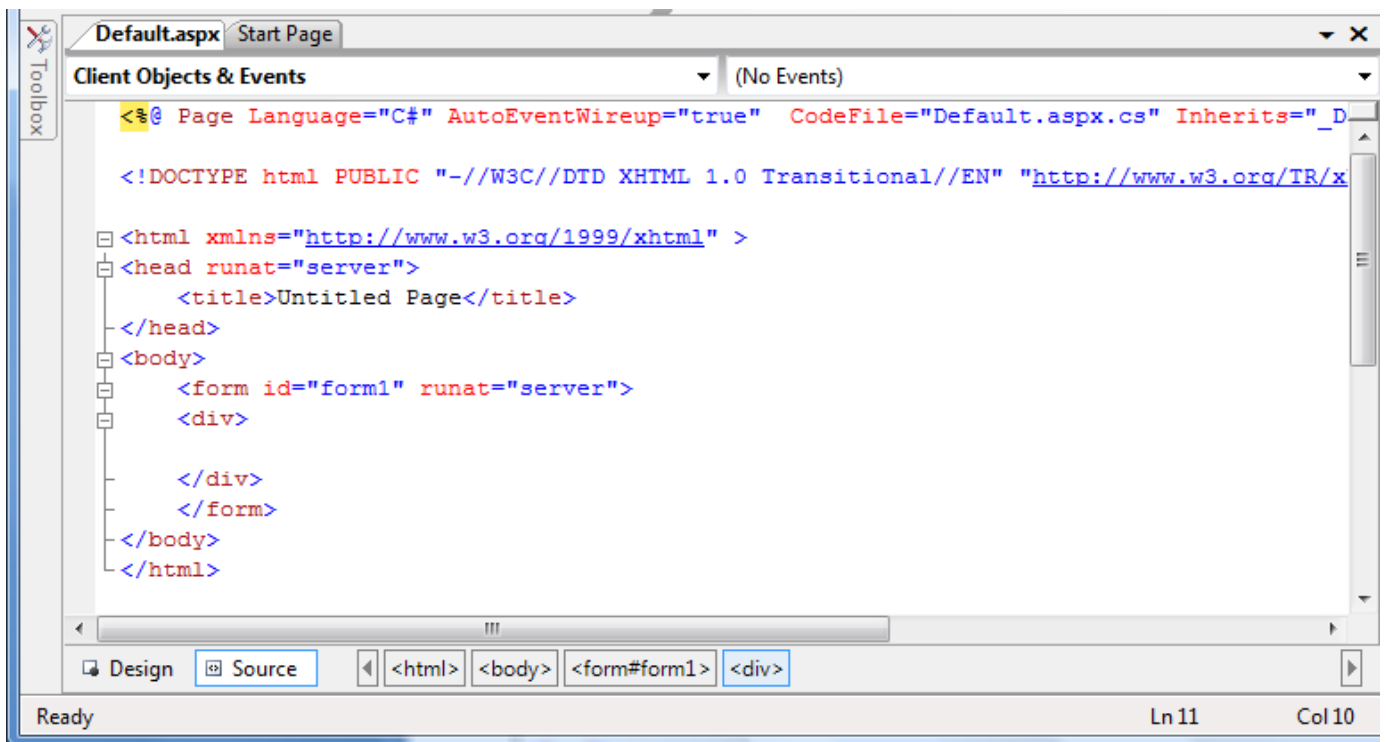 Toolbox
Default.aspx Start Page
Client Objects & Events (No Events)
<%@ Page Language="C#" AutoEventWireup="true"  CodeFile="Default.aspx.cs" Inherits="_D
<!DOCTYPE html PUBLIC "-//W3C//DTD XHTML 1.0 Transitional//EN" "http://www.w3.org/TR/x
<html xmlns="http://www.w3.org/1999/xhtml" >
<head runat="server">
    <title>Untitled Page</title>
</head>
<body>
    <form id="form1" runat="server">
    <div>
    </div>
    </form>
</body>
</html>
Design Source <html> <body> <form#form1> <div>
Ready Ln 11 Col 10